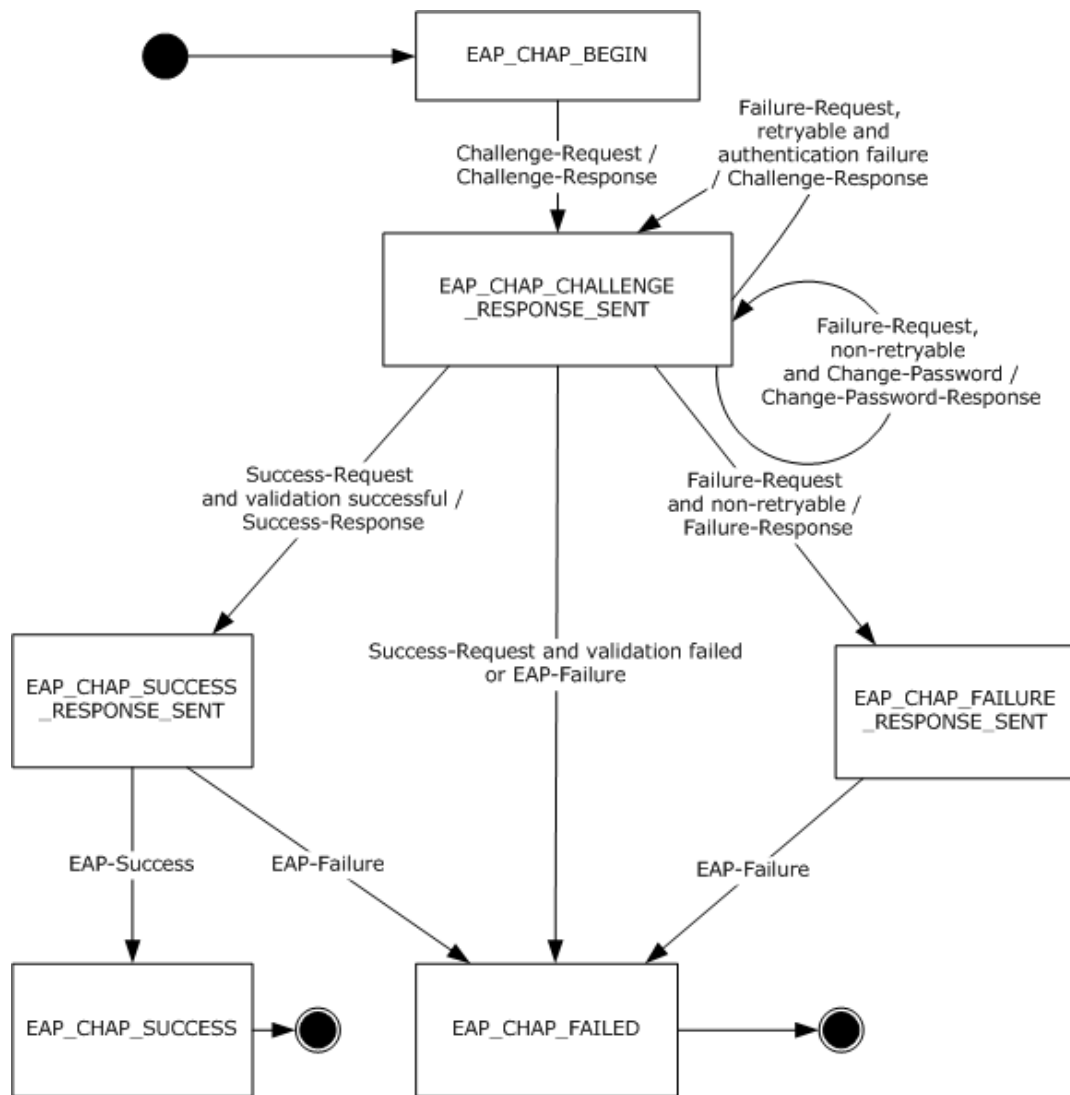 EAP_CHAP_BEGIN
Challenge-Request /
Challenge-Response
Failure-Request,
retryable and
authentication failure
/ Challenge-Response
EAP_CHAP_CHALLENGE
_RESPONSE_SENT
Failure-Request,
non-retryable
and Change-Password /
Change-Password-Response
Success-Request
and validation successful /
Success-Response
Failure-Request
and non-retryable /
Failure-Response
Success-Request and validation failed
or EAP-Failure
EAP_CHAP_SUCCESS
_RESPONSE_SENT
EAP_CHAP_FAILURE
_RESPONSE_SENT
EAP-Success
EAP-Failure
EAP-Failure
EAP_CHAP_SUCCESS
EAP_CHAP_FAILED